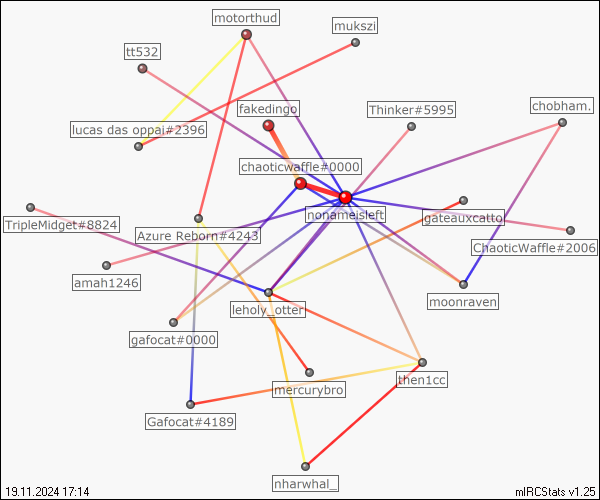 motorthud
mukszi
tt532
fakedingo
Thinker#5995
chobham.
lucas das oppai#2396
chaoticwaffle#0000
nonameisleft
gateauxcatto
TripleMidget#8824
Azure Reborn#4243
ChaoticWaffle#2006
amah1246
moonraven
leholy_otter
gafocat#0000
then1cc
mercurybro
Gafocat#4189
nharwhal_
19.11.2024 17:14
mIRCStats v1.25